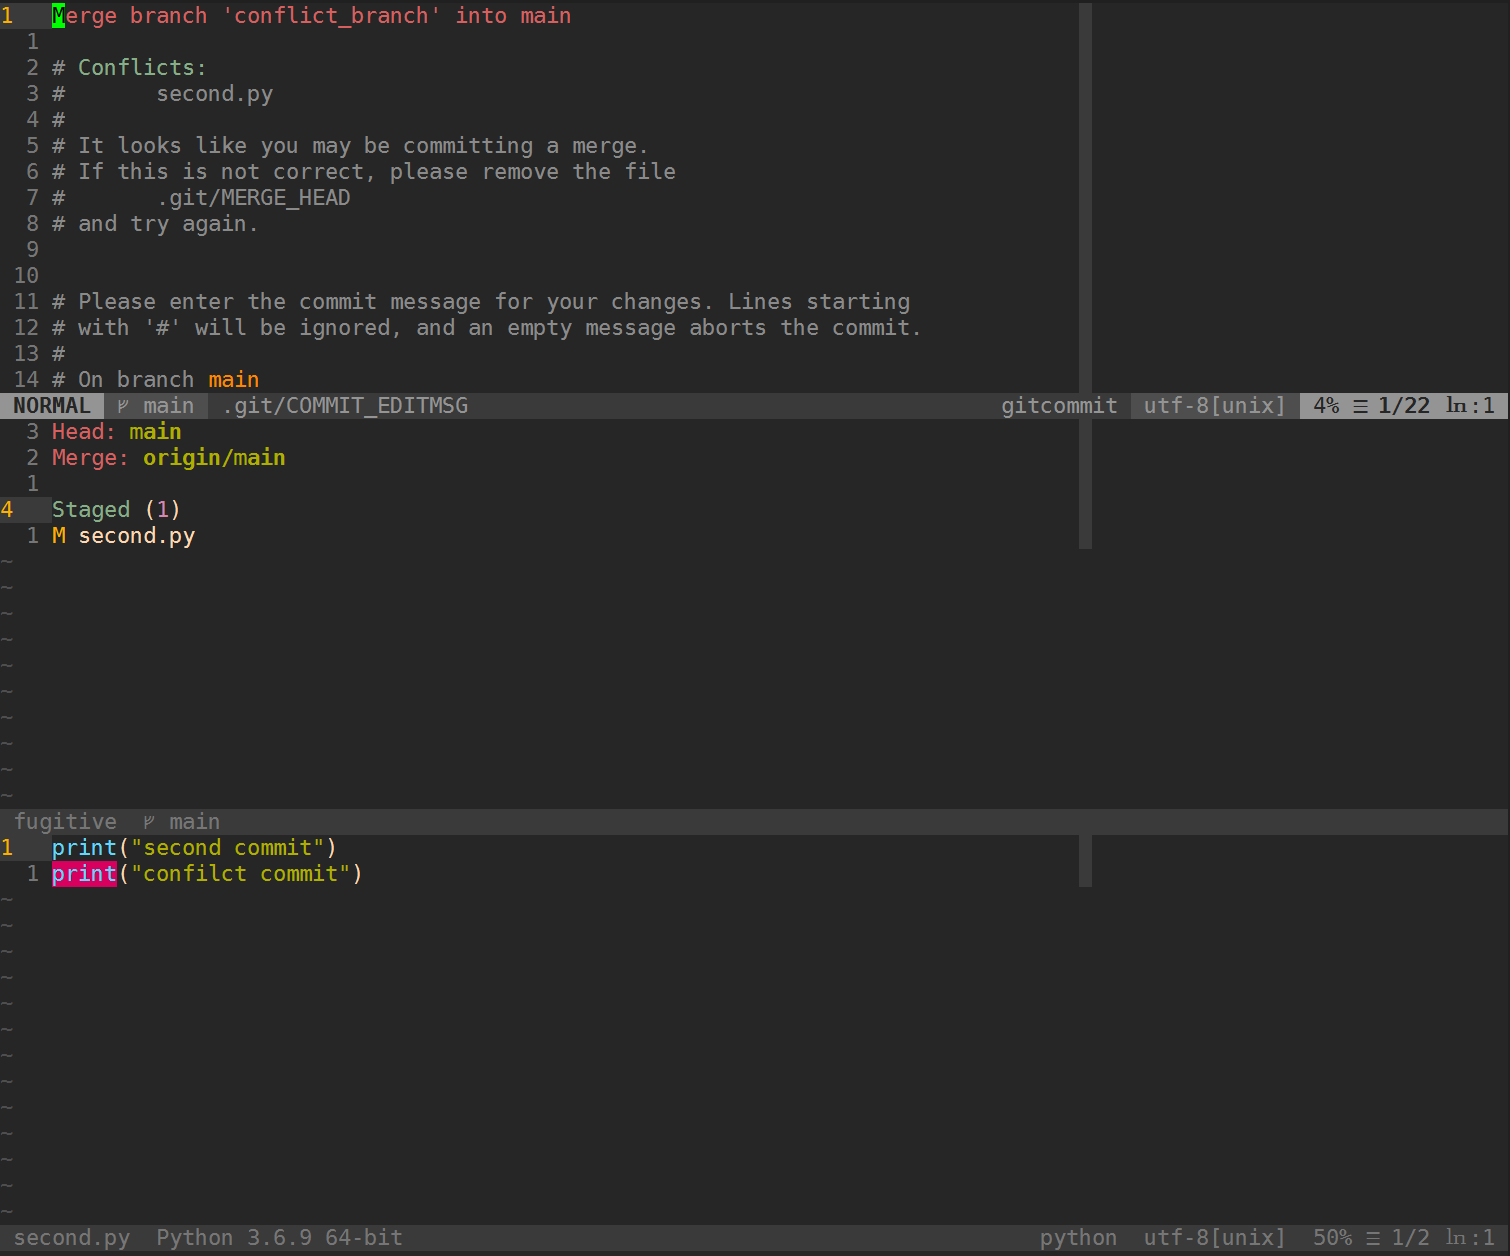 1 Merge branch 'conflict_branch' into main
1
2 # Conflicts:
3 #       second.py
4 #
5 # It looks like you may be committing a merge.
6 # If this is not correct, please remove the file
7 #       .git/MERGE_HEAD
8 # and try again.
9
10
11 # Please enter the commit message for your changes. Lines starting
12 # with '#' will be ignored, and an empty message aborts the commit.
13 #
14 # On branch main
NORMAL main .git/COMMIT_EDITMSG gitcommit utf-8[unix] 4% ☰ 1/22 ln:1
3 Head: main
2 Merge: origin/main
1
4 Staged (1)
1 M second.py
~
~
~
~
~
~
~
~
~
~
fugitive main
1 print("second commit")
1 print("confilct commit")
~
~
~
~
~
~
~
~
~
~
~
~
~
second.py Python 3.6.9 64-bit python utf-8[unix] 50% ☰ 1/2 ln:1